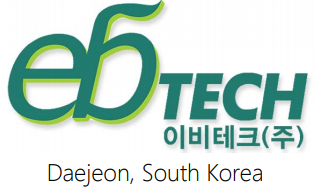 eb TECH
이비테크(주)
Daejeon, South Korea